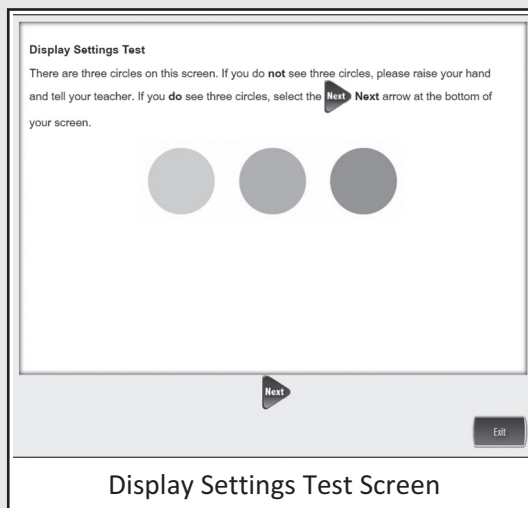 Display Settings Test
There are three circles on this screen. If you do not see three circles, please raise your hand
and tell your teacher. If you do see three circles, select the Next Next arrow at the bottom of
your screen.
Next
Exit
Display Settings Test Screen